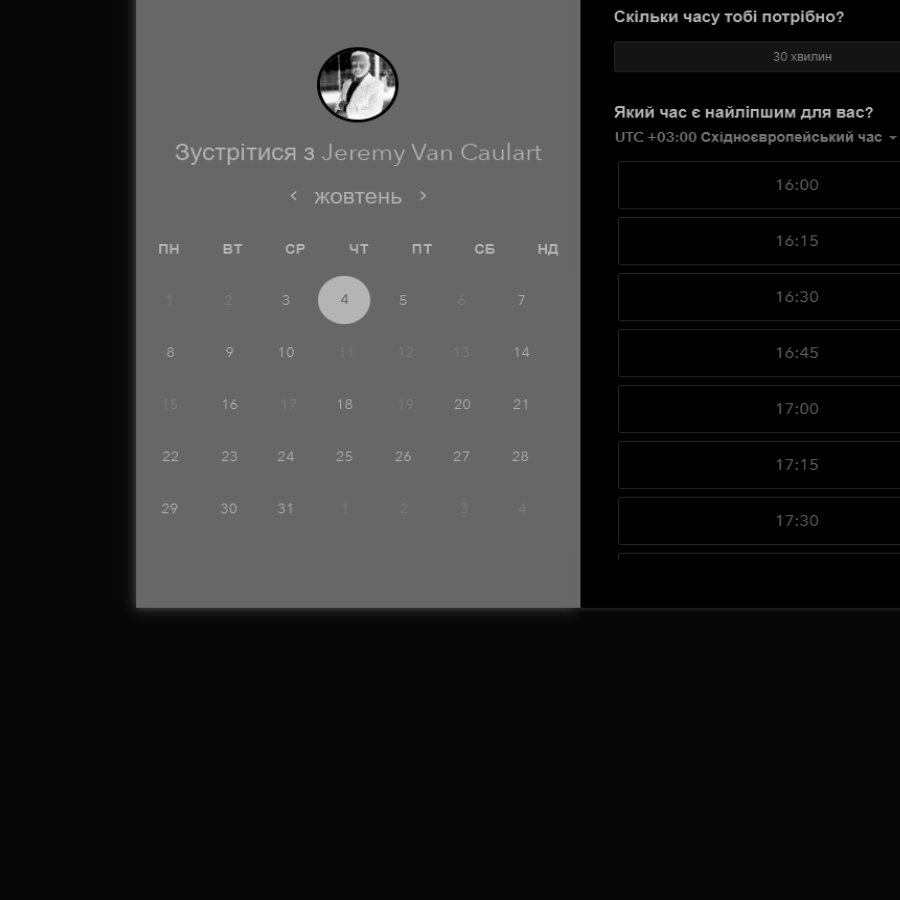 Зустрітися з Jeremy Van Caulart
жовтень
ПН ВТ СР ЧТ ПТ СБ НД
1 2 3 4 5 6 7
8 9 10 11 12 13 14
15 16 17 18 19 20 21
22 23 24 25 26 27 28
29 30 31 1 2 3 4
Скільки часу тобі потрібно?
30 хвилин
Який час є найліпшим для вас?
UTC +03:00 Східноєвропейський час
16:00
16:15
16:30
16:45
17:00
17:15
17:30